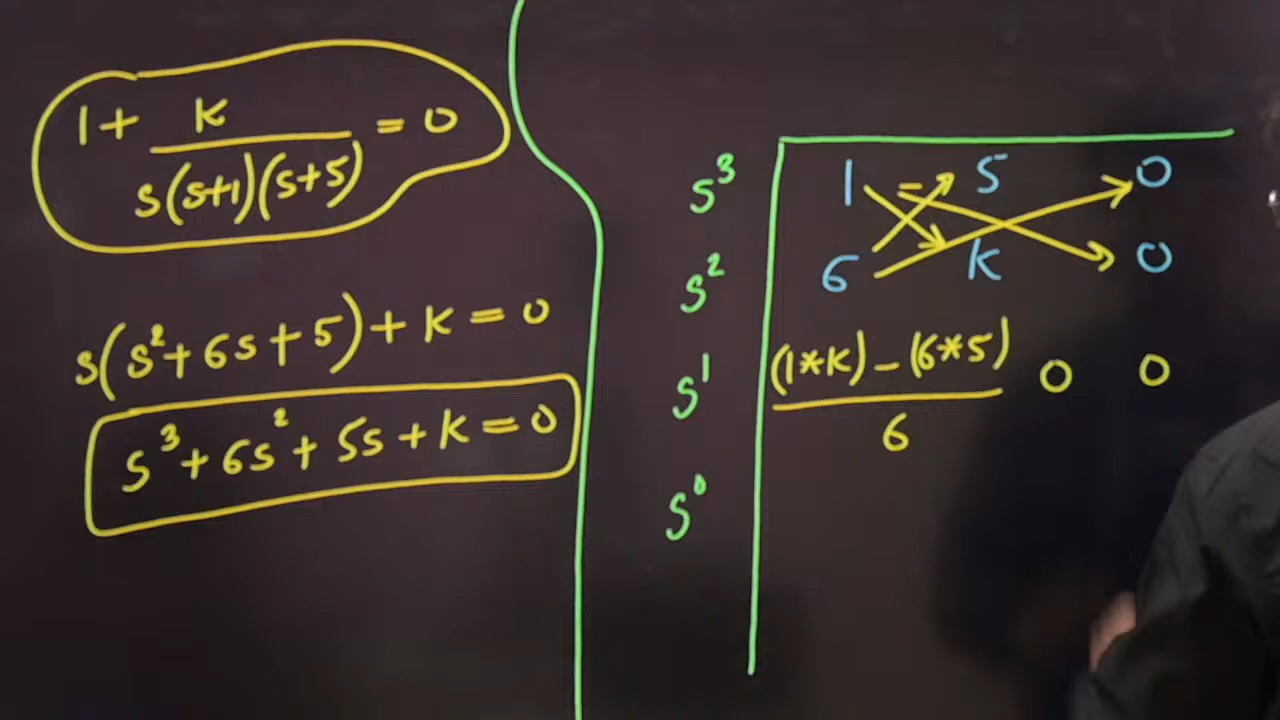 1 + K / s(s+1)(s+5) = 0
s(s²+6s+5)+K=0
s³+6s²+5s+K=0
s³ 1 5 0
s² 6 K 0
s¹ (1*K)-(6*5) / 6 0 0
s⁰